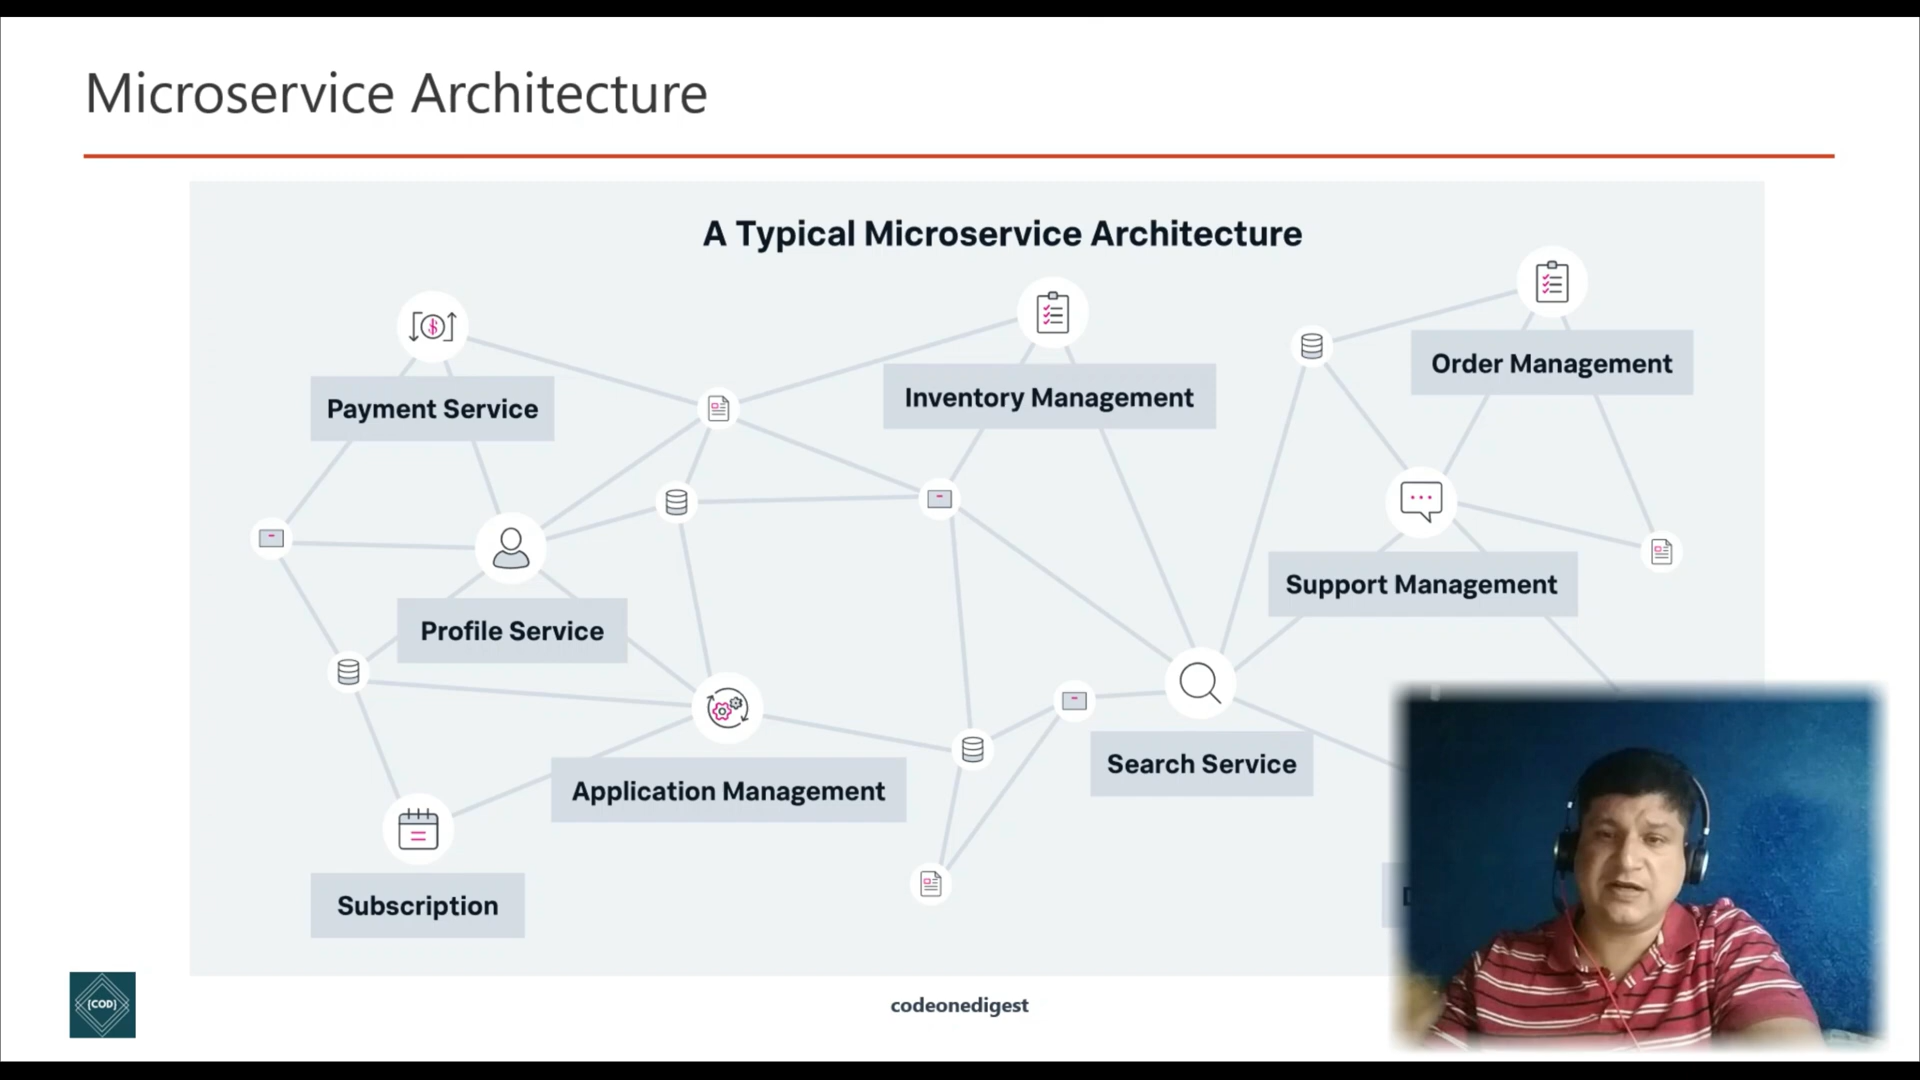 Microservice Architecture
A Typical Microservice Architecture
Payment Service
Inventory Management
Order Management
Profile Service
Support Management
Application Management
Search Service
Subscription
{COD}
codeonedigest